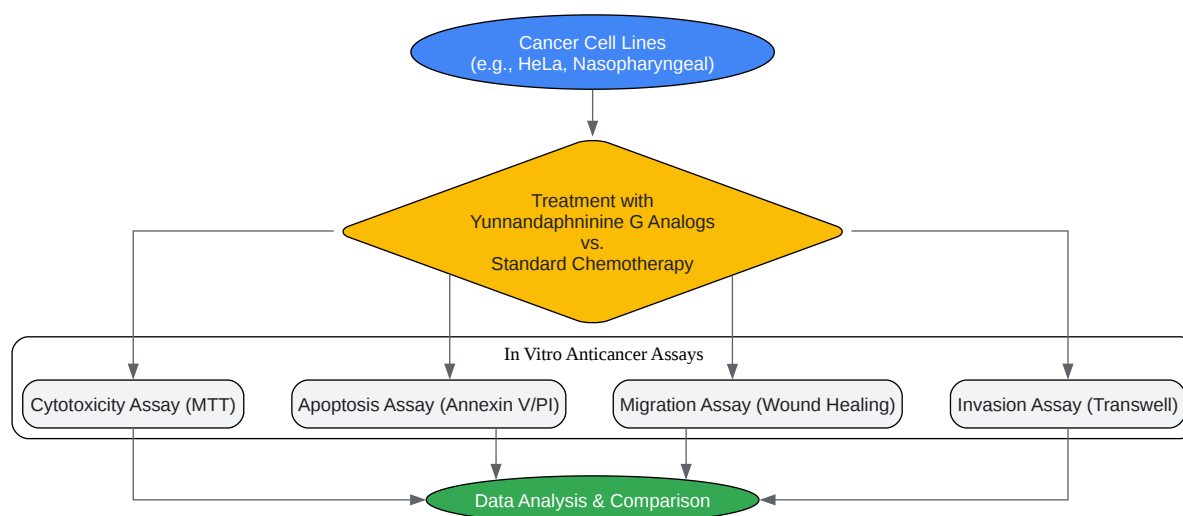 Cancer Cell Lines
(e.g., HeLa, Nasopharyngeal)
Treatment with
Yunnandaphninine G Analogs
vs.
Standard Chemotherapy
In Vitro Anticancer Assays
Cytotoxicity Assay (MTT)
Apoptosis Assay (Annexin V/PI)
Migration Assay (Wound Healing)
Invasion Assay (Transwell)
Data Analysis & Comparison